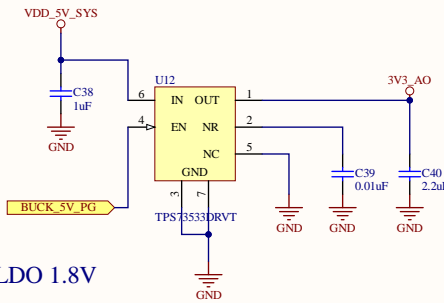 VDD_5V_SYS
3V3_AO
U12
C38
1uF
6
IN
OUT
1
4
EN
NR
2
NC
5
GND
3
7
GND
C39
0.01uF
C40
2.2u
BUCK_5V_PG
TPS73533DRVT
GND
GND
GND
GND
LDO 1.8V